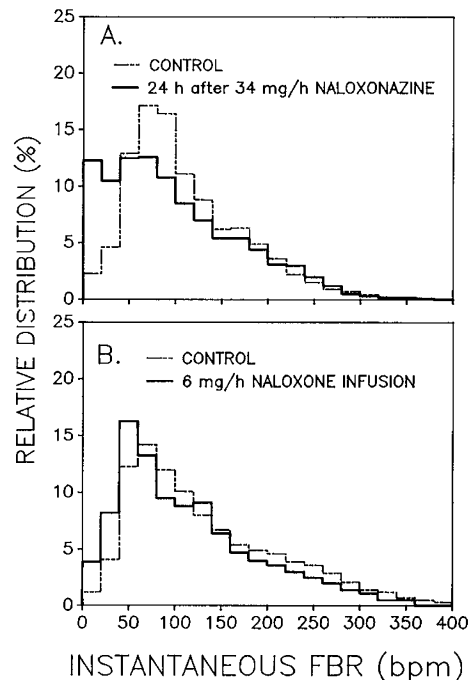 25
A.
20
CONTROL
24 h after 34 mg/h NALOXONAZINE
15
10
5
0
RELATIVE DISTRIBUTION (%)
25
B.
20
CONTROL
6 mg/h NALOXONE INFUSION
15
10
5
0
0 50 100 150 200 250 300 350 400
INSTANTANEOUS FBR (bpm)